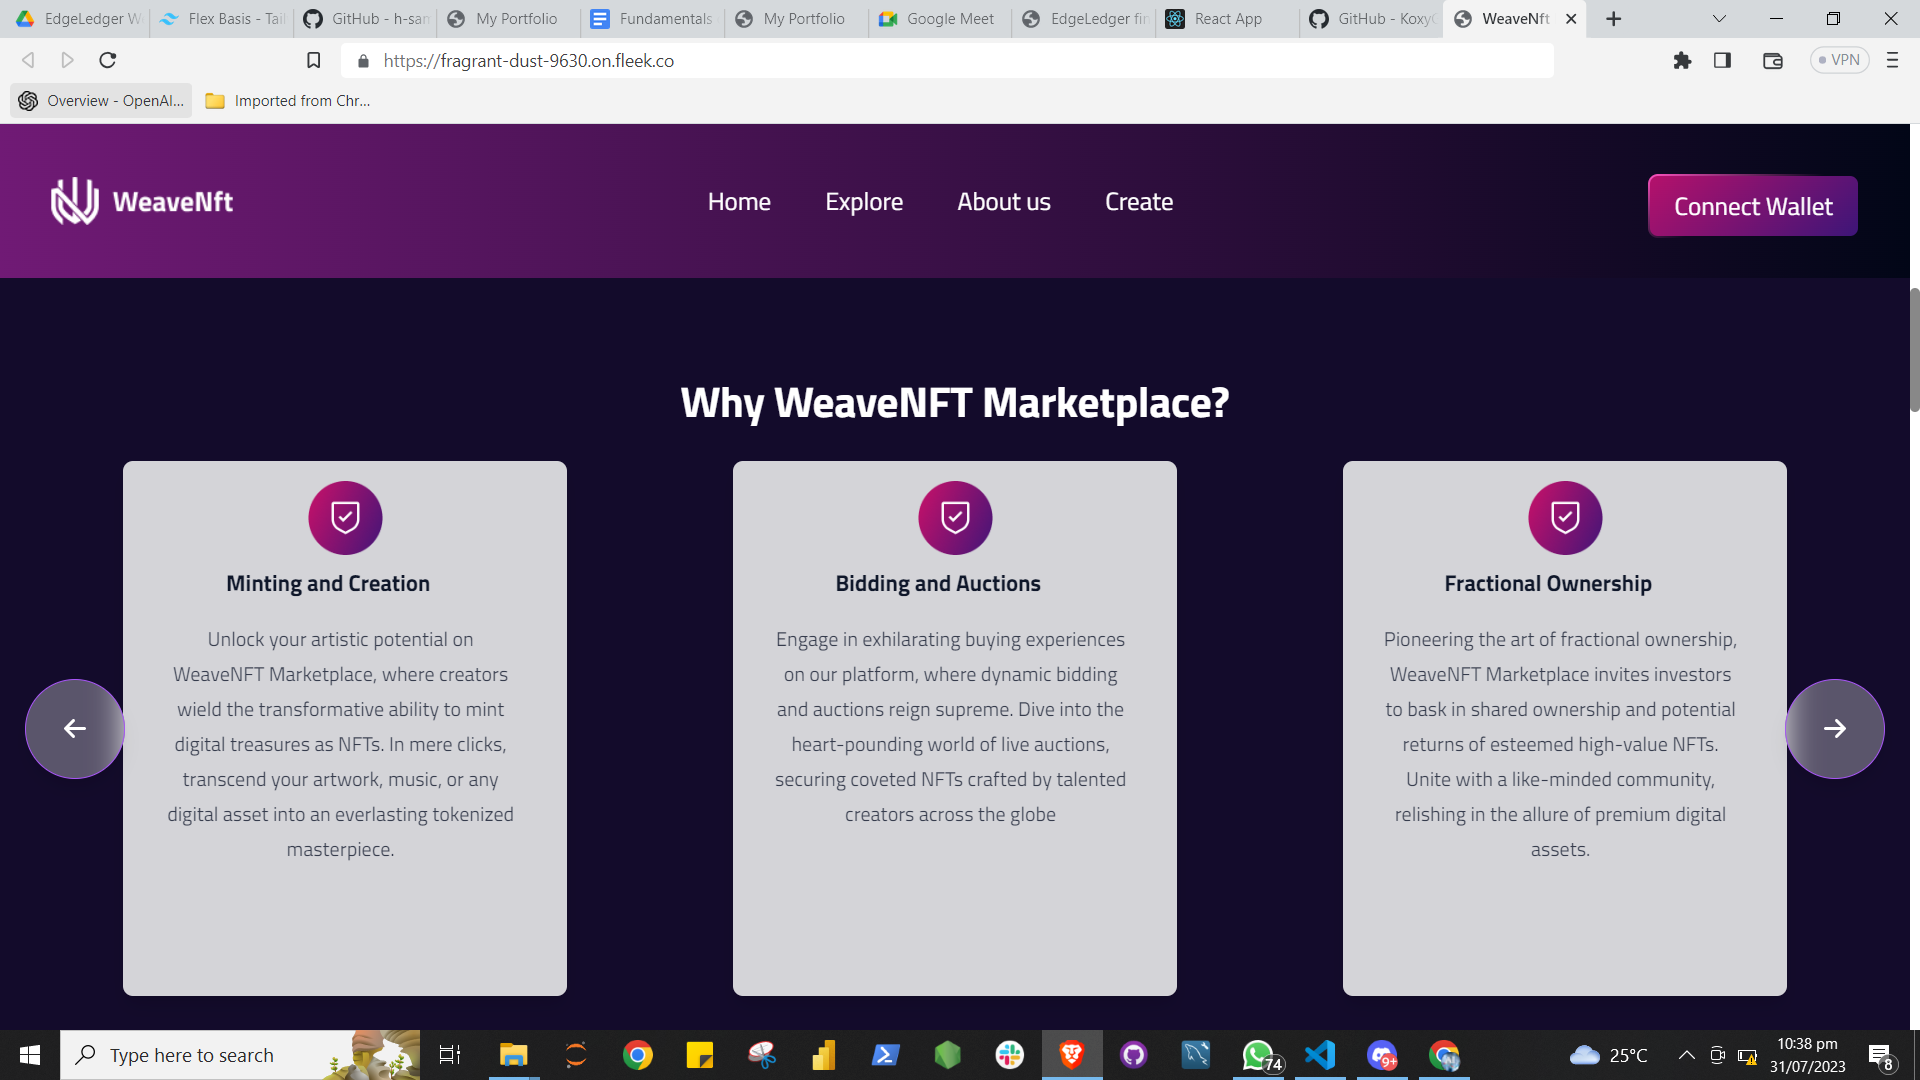 EdgeLedger W
Flex Basis - Tail
GitHub - h-san
My Portfolio
Fundamentals
My Portfolio
Google Meet
EdgeLedger fin
React App
GitHub - KoxyG
WeaveNft
https://fragrant-dust-9630.on.fleek.co
VPN
Overview - OpenAI...
Imported from Chr...
WeaveNft
Home
Explore
About us
Create
Connect Wallet
Why WeaveNFT Marketplace?
Minting and Creation
Unlock your artistic potential on
WeaveNFT Marketplace, where creators
wield the transformative ability to mint
digital treasures as NFTs. In mere clicks,
transcend your artwork, music, or any
digital asset into an everlasting tokenized
masterpiece.
Bidding and Auctions
Engage in exhilarating buying experiences
on our platform, where dynamic bidding
and auctions reign supreme. Dive into the
heart-pounding world of live auctions,
securing coveted NFTs crafted by talented
creators across the globe
Fractional Ownership
Pioneering the art of fractional ownership,
WeaveNFT Marketplace invites investors
to bask in shared ownership and potential
returns of esteemed high-value NFTs.
Unite with a like-minded community,
relishing in the allure of premium digital
assets.
Type here to search
74
9+
25°C
10:38 pm
31/07/2023
8